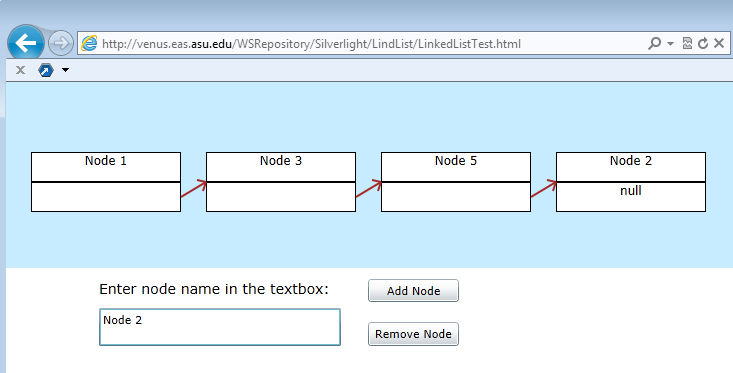 http://venus.eas.asu.edu/WSRepository/Silverlight/LindList/LinkedListTest.html
Node 1 Node 3 Node 5 Node 2
null
Enter node name in the textbox:
Add Node
Node 2
Remove Node